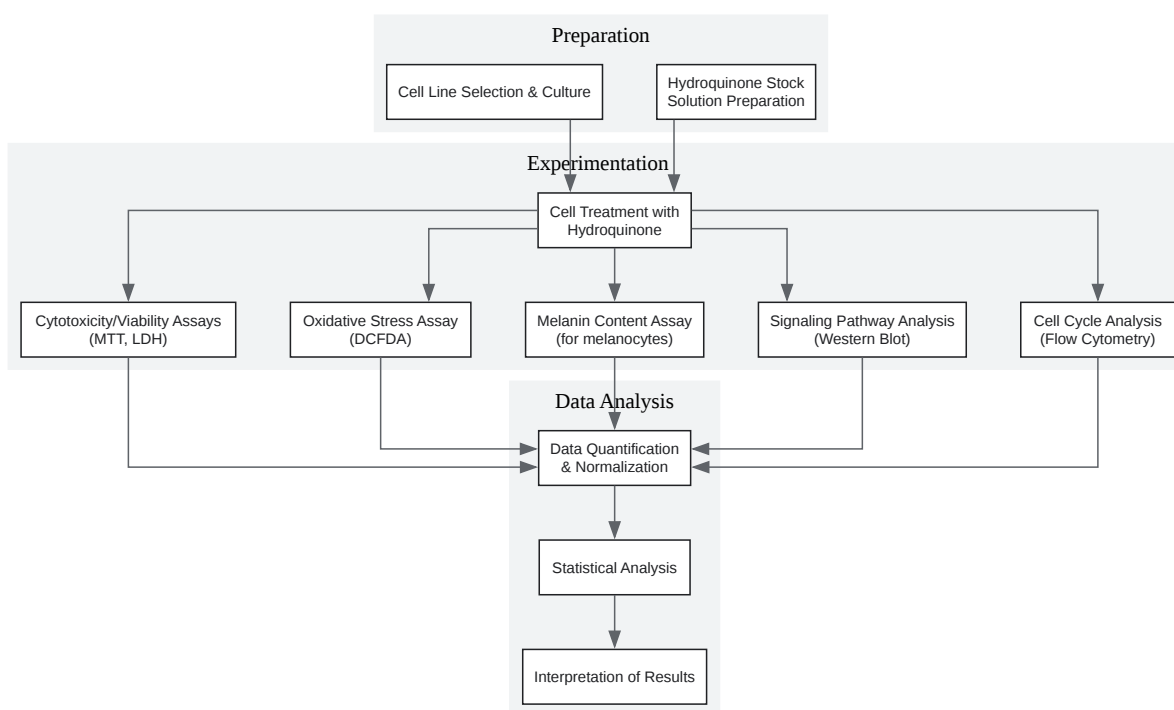 Preparation
Cell Line Selection & Culture
Hydroquinone Stock
Solution Preparation
Experimentation
Cell Treatment with
Hydroquinone
Cytotoxicity/Viability Assays
(MTT, LDH)
Oxidative Stress Assay
(DCFDA)
Melanin Content Assay
(for melanocytes)
Signaling Pathway Analysis
(Western Blot)
Cell Cycle Analysis
(Flow Cytometry)
Data Analysis
Data Quantification
& Normalization
Statistical Analysis
Interpretation of Results